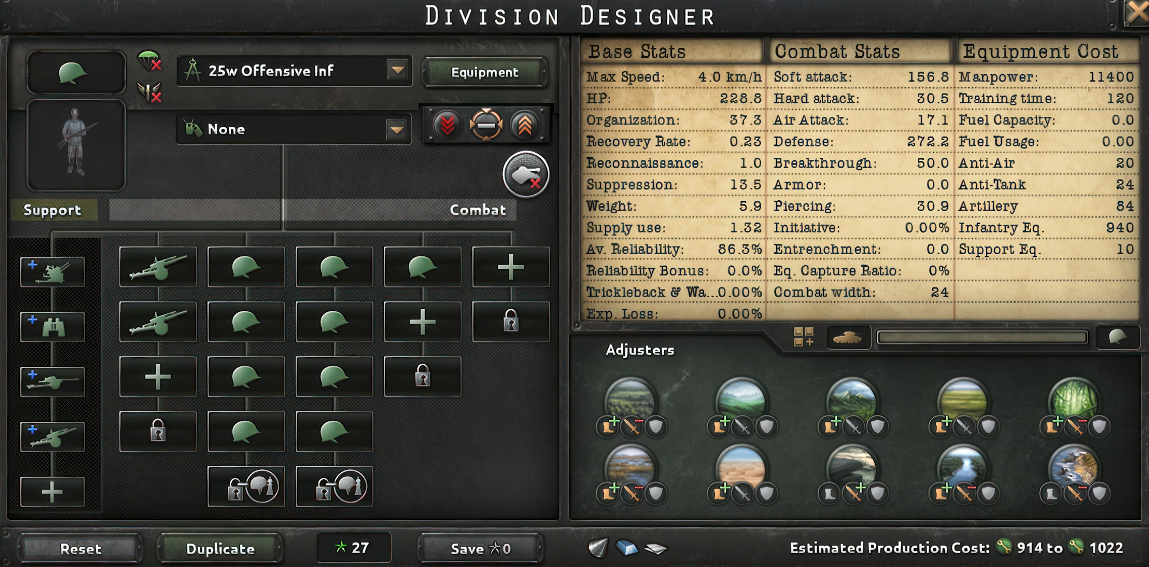 Division Designer
25w Offensive Inf
Equipment
None
Support
Combat
Base Stats
Max Speed: 4.0 km/h
HP: 228.8
Organization: 37.3
Recovery Rate: 0.23
Reconnaissance: 1.0
Suppression: 13.5
Weight: 5.9
Supply use: 1.32
Av. Reliability: 86.3%
Reliability Bonus: 0.0%
Trickleback & Wa...0.00%
Exp. Loss: 0.00%
Combat Stats
Soft attack: 156.8
Hard attack: 30.5
Air Attack: 17.1
Defense: 272.2
Breakthrough: 50.0
Armor: 0.0
Piercing: 30.9
Initiative: 0.00%
Entrenchment: 0.0
Eq. Capture Ratio: 0%
Combat width: 24
Equipment Cost
Manpower: 11400
Training time: 120
Fuel Capacity: 0.0
Fuel Usage: 0.00
Anti-Air 20
Anti-Tank 24
Artillery 84
Infantry Eq. 940
Support Eq. 10
Adjusters
Reset
Duplicate
27
Save 0
Estimated Production Cost: 914 to 1022